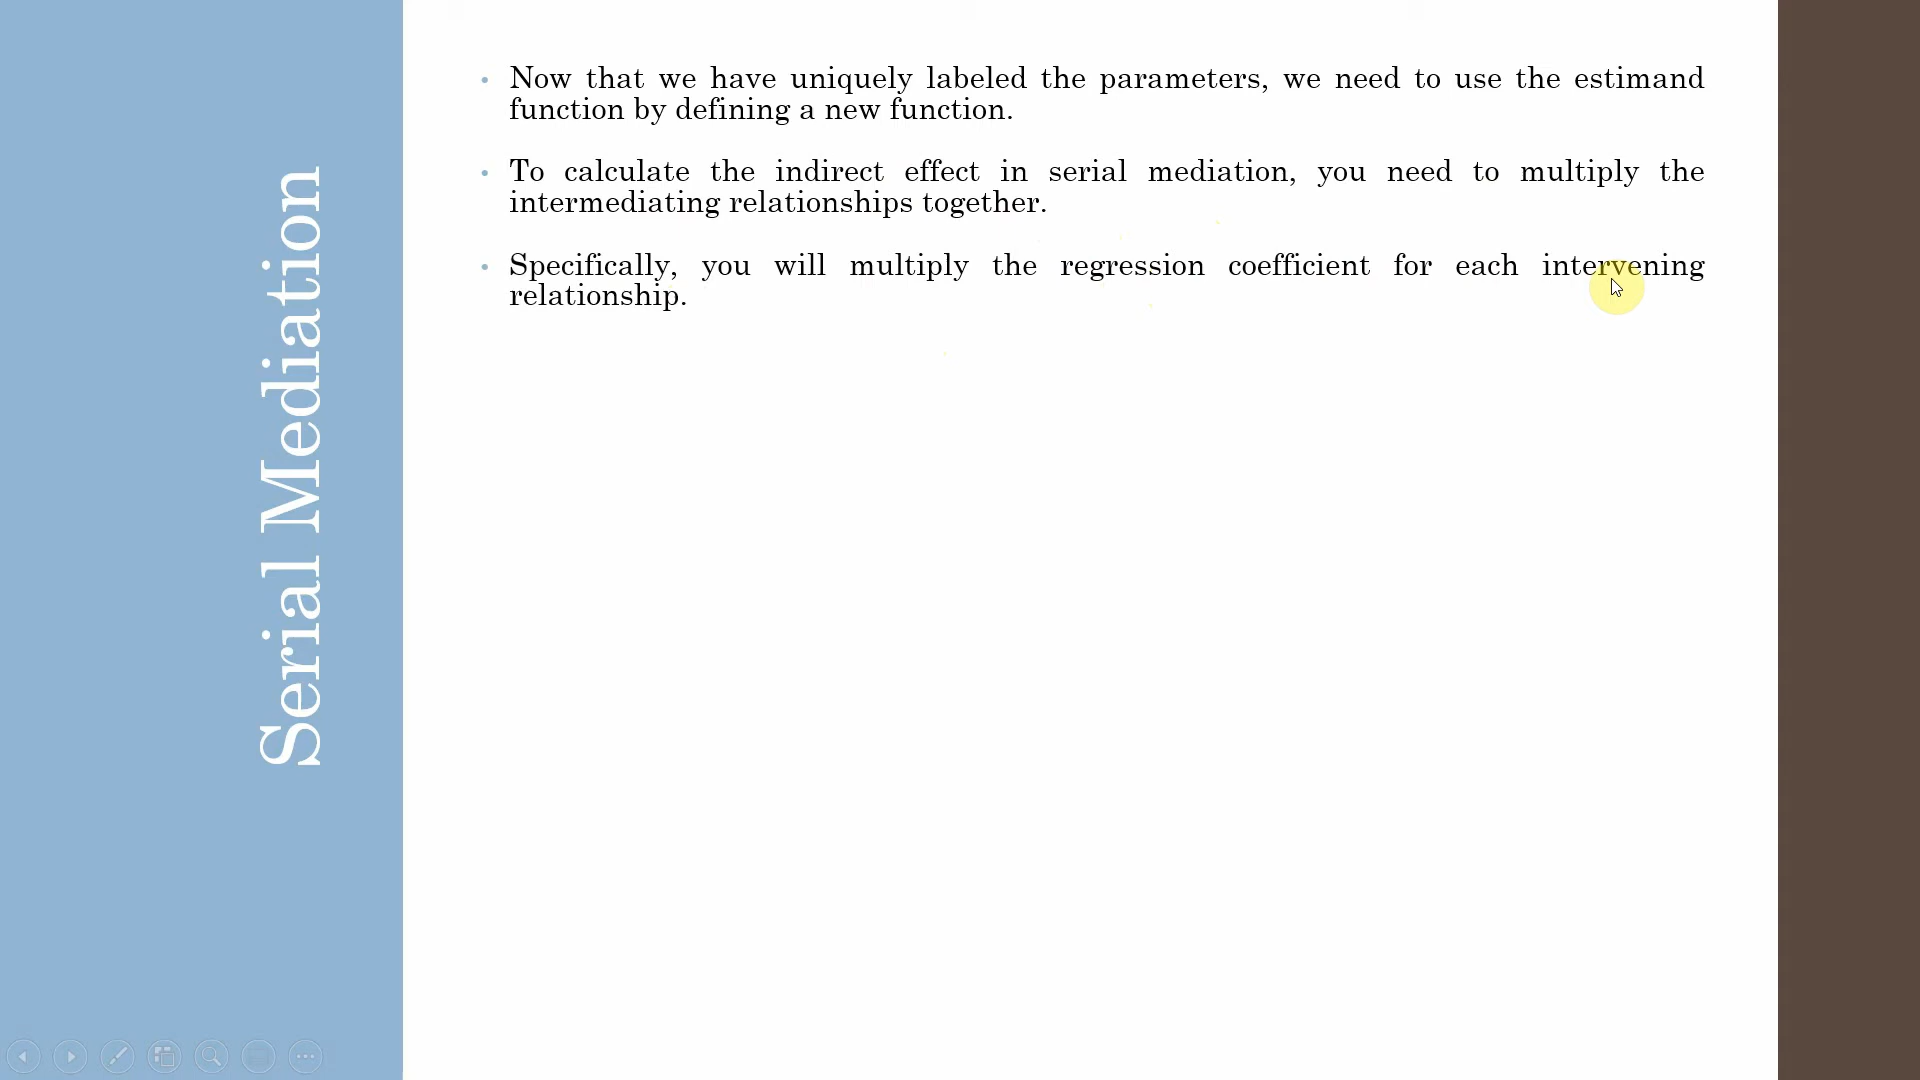 Serial Mediation
• Now that we have uniquely labeled the parameters, we need to use the estimand
function by defining a new function.
• To calculate the indirect effect in serial mediation, you need to multiply the
intermediating relationships together.
• Specifically, you will multiply the regression coefficient for each intervening
relationship.